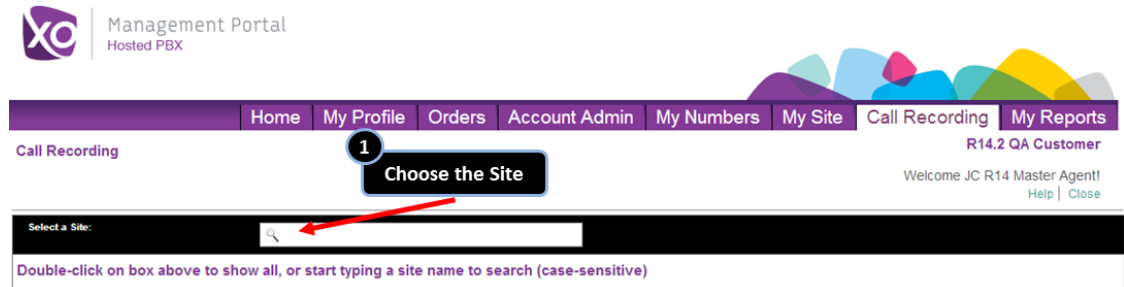 XO
Management Portal
Hosted PBX
Home My Profile Orders Account Admin My Numbers My Site Call Recording My Reports
Call Recording
R14.2 QA Customer
1
Choose the Site
Welcome JC R14 Master Agent!
Help | Close
Select a Site:
Double-click on box above to show all, or start typing a site name to search (case-sensitive)